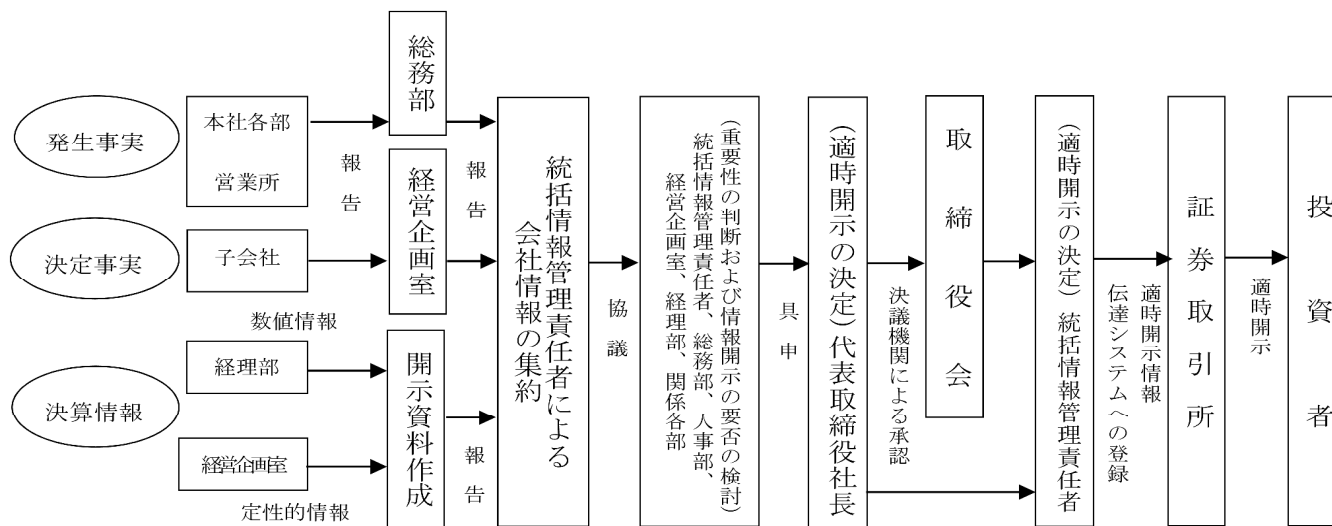 発生事実
決定事実
決算情報
本社各部
営業所
子会社
数値情報
経理部
経営企画室
定性的情報
報告
総務部
経営企画室
開示資料作成
報告
報告
統括情報管理責任者による
会社情報の集約
協議
(重要性の判断および情報開示の要否の検討)
統括情報管理責任者、総務部、人事部、
経営企画室、経理部、関係各部
具申
(適時開示の決定)代表取締役社長
決議機関による承認
取締役会
(適時開示の決定)統括情報管理責任者
適時開示情報
伝達システムへの登録
証券取引所
適時開示
投資者